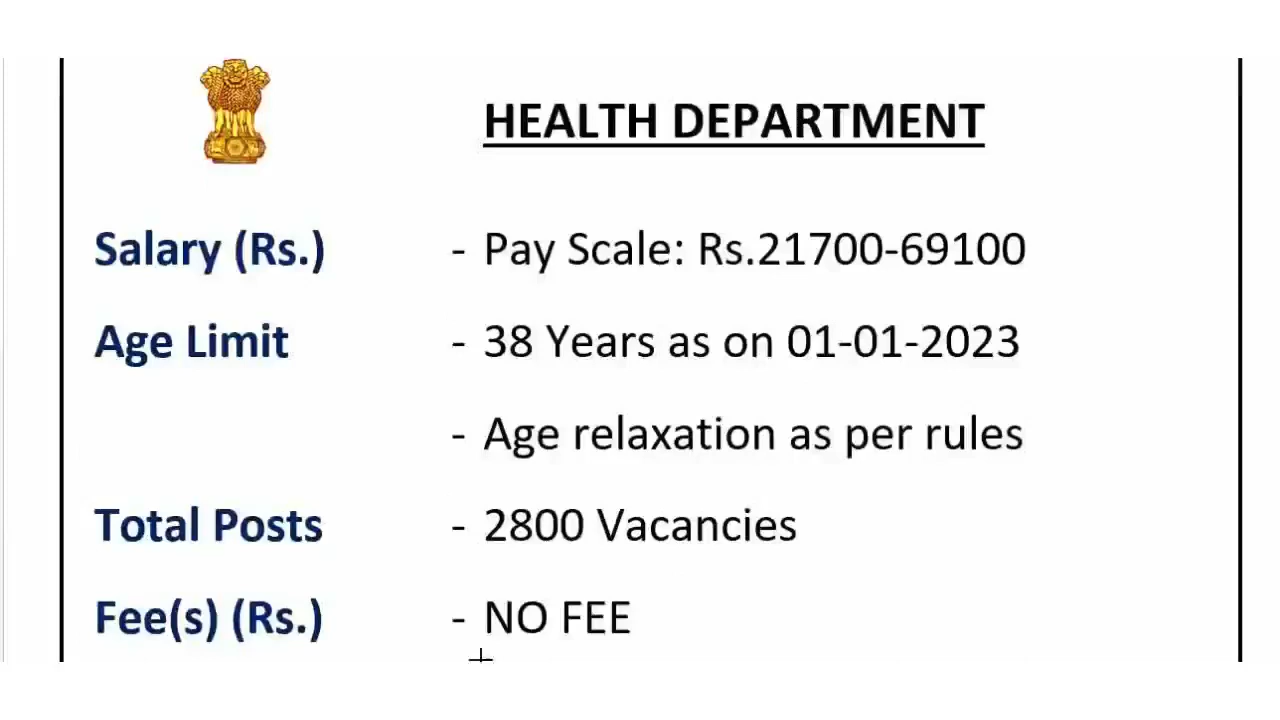 HEALTH DEPARTMENT
Salary (Rs.) - Pay Scale: Rs.21700-69100
Age Limit - 38 Years as on 01-01-2023
- Age relaxation as per rules
Total Posts - 2800 Vacancies
Fee(s) (Rs.) - NO FEE